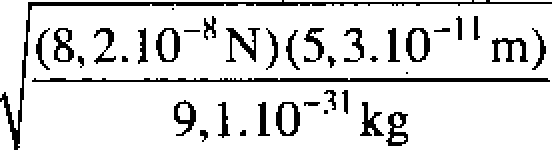 √((8,2.10⁻⁸ N)(5,3.10⁻¹¹ m)
9,1.10⁻³¹ kg)